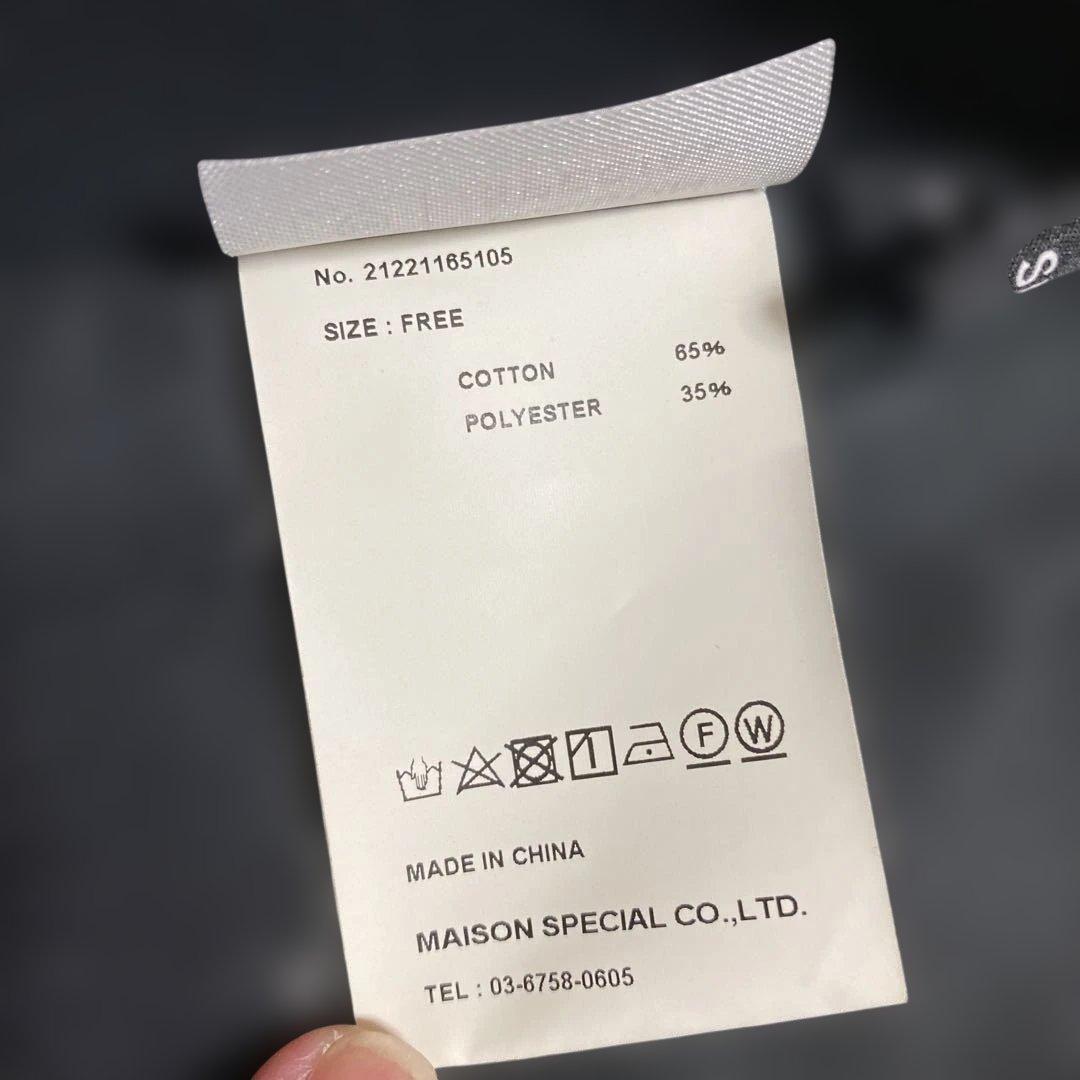 No. 21221165105
SIZE : FREE
COTTON 65%
POLYESTER 35%
F W
MADE IN CHINA
MAISON SPECIAL CO.,LTD.
TEL : 03-6758-0605
S